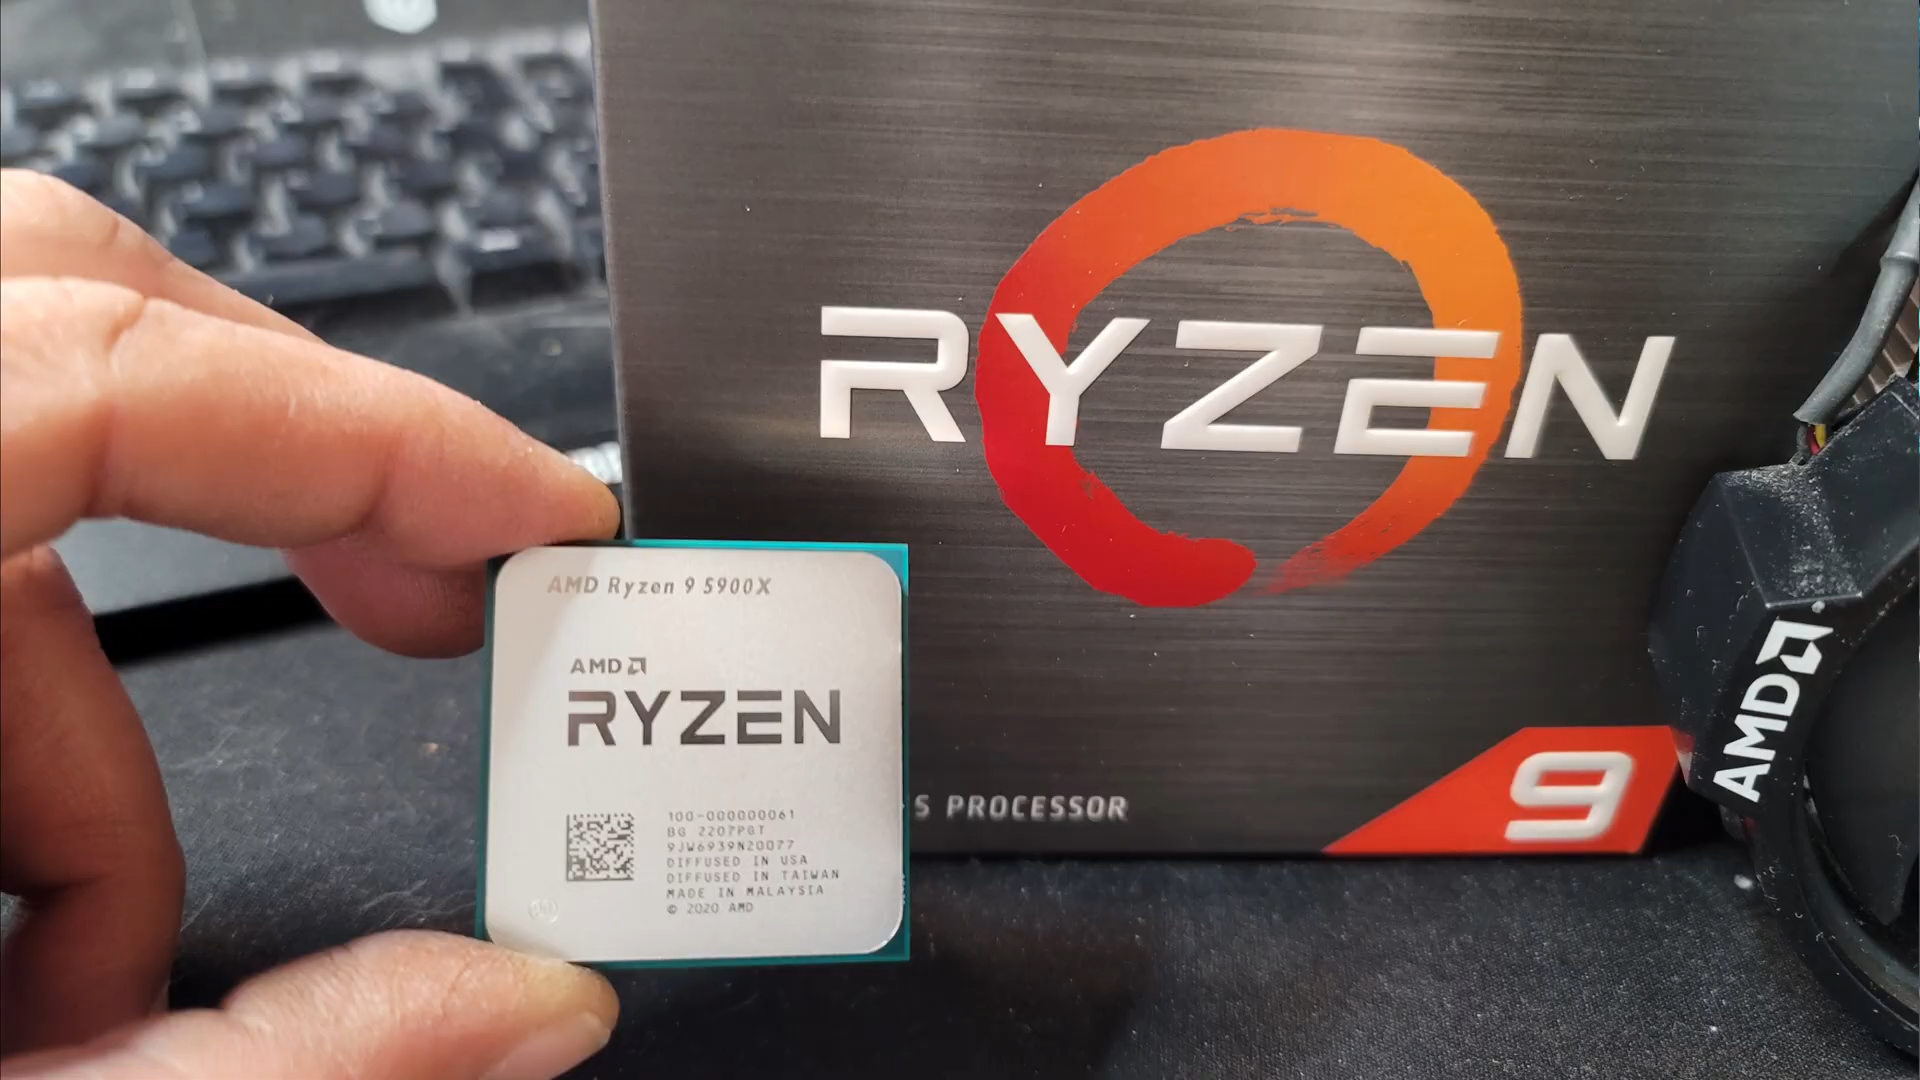 RYZEN
AMD Ryzen 9 5900X
AMD
RYZEN
100-000000061
BG 2207PGT
9JW6939N20077
DIFFUSED IN USA
DIFFUSED IN TAIWAN
MADE IN MALAYSIA
© 2020 AMD
S PROCESSOR
9
AMD